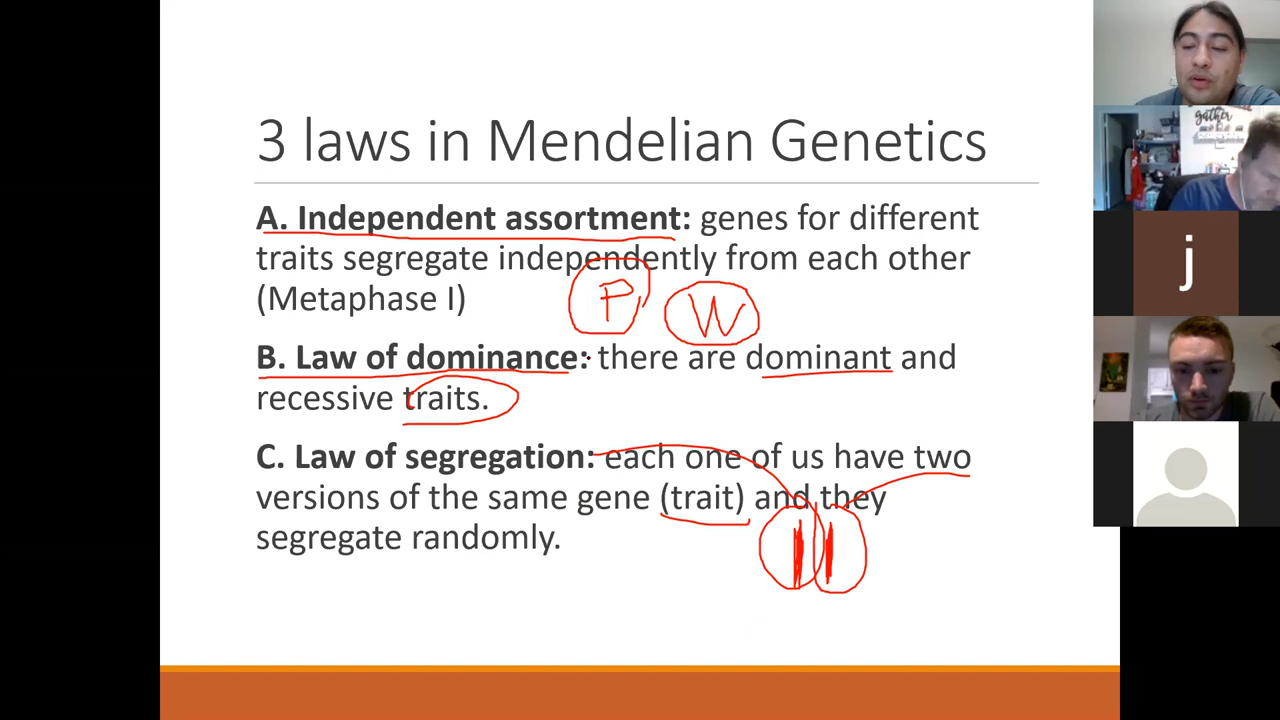 3 laws in Mendelian Genetics
A. Independent assortment: genes for different
traits segregate independently from each other
(Metaphase I)
P W
B. Law of dominance: there are dominant and
recessive traits.
C. Law of segregation: each one of us have two
versions of the same gene (trait) and they
segregate randomly.
gather
j